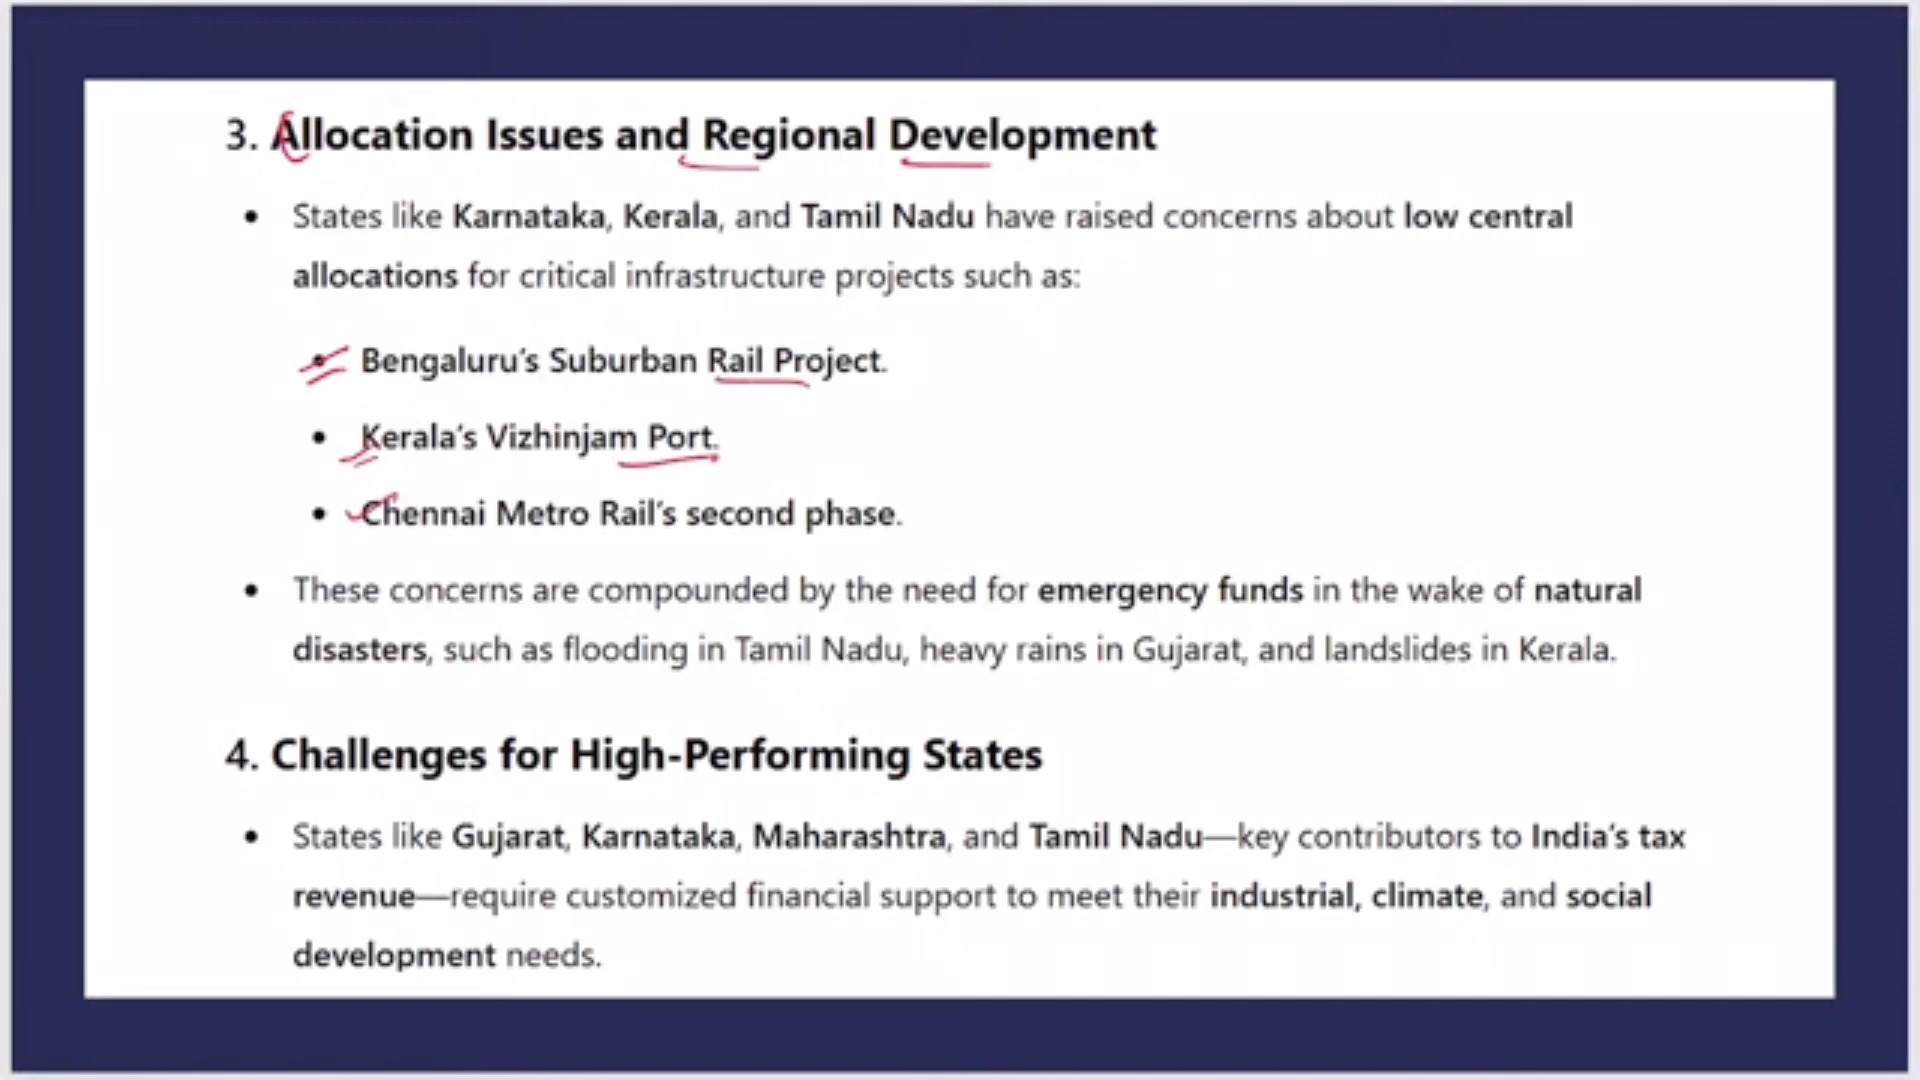 3. Allocation Issues and Regional Development
• States like Karnataka, Kerala, and Tamil Nadu have raised concerns about low central
allocations for critical infrastructure projects such as:
• Bengaluru's Suburban Rail Project.
• Kerala's Vizhinjam Port.
• Chennai Metro Rail's second phase.
• These concerns are compounded by the need for emergency funds in the wake of natural
disasters, such as flooding in Tamil Nadu, heavy rains in Gujarat, and landslides in Kerala.
4. Challenges for High-Performing States
• States like Gujarat, Karnataka, Maharashtra, and Tamil Nadu—key contributors to India's tax
revenue—require customized financial support to meet their industrial, climate, and social
development needs.